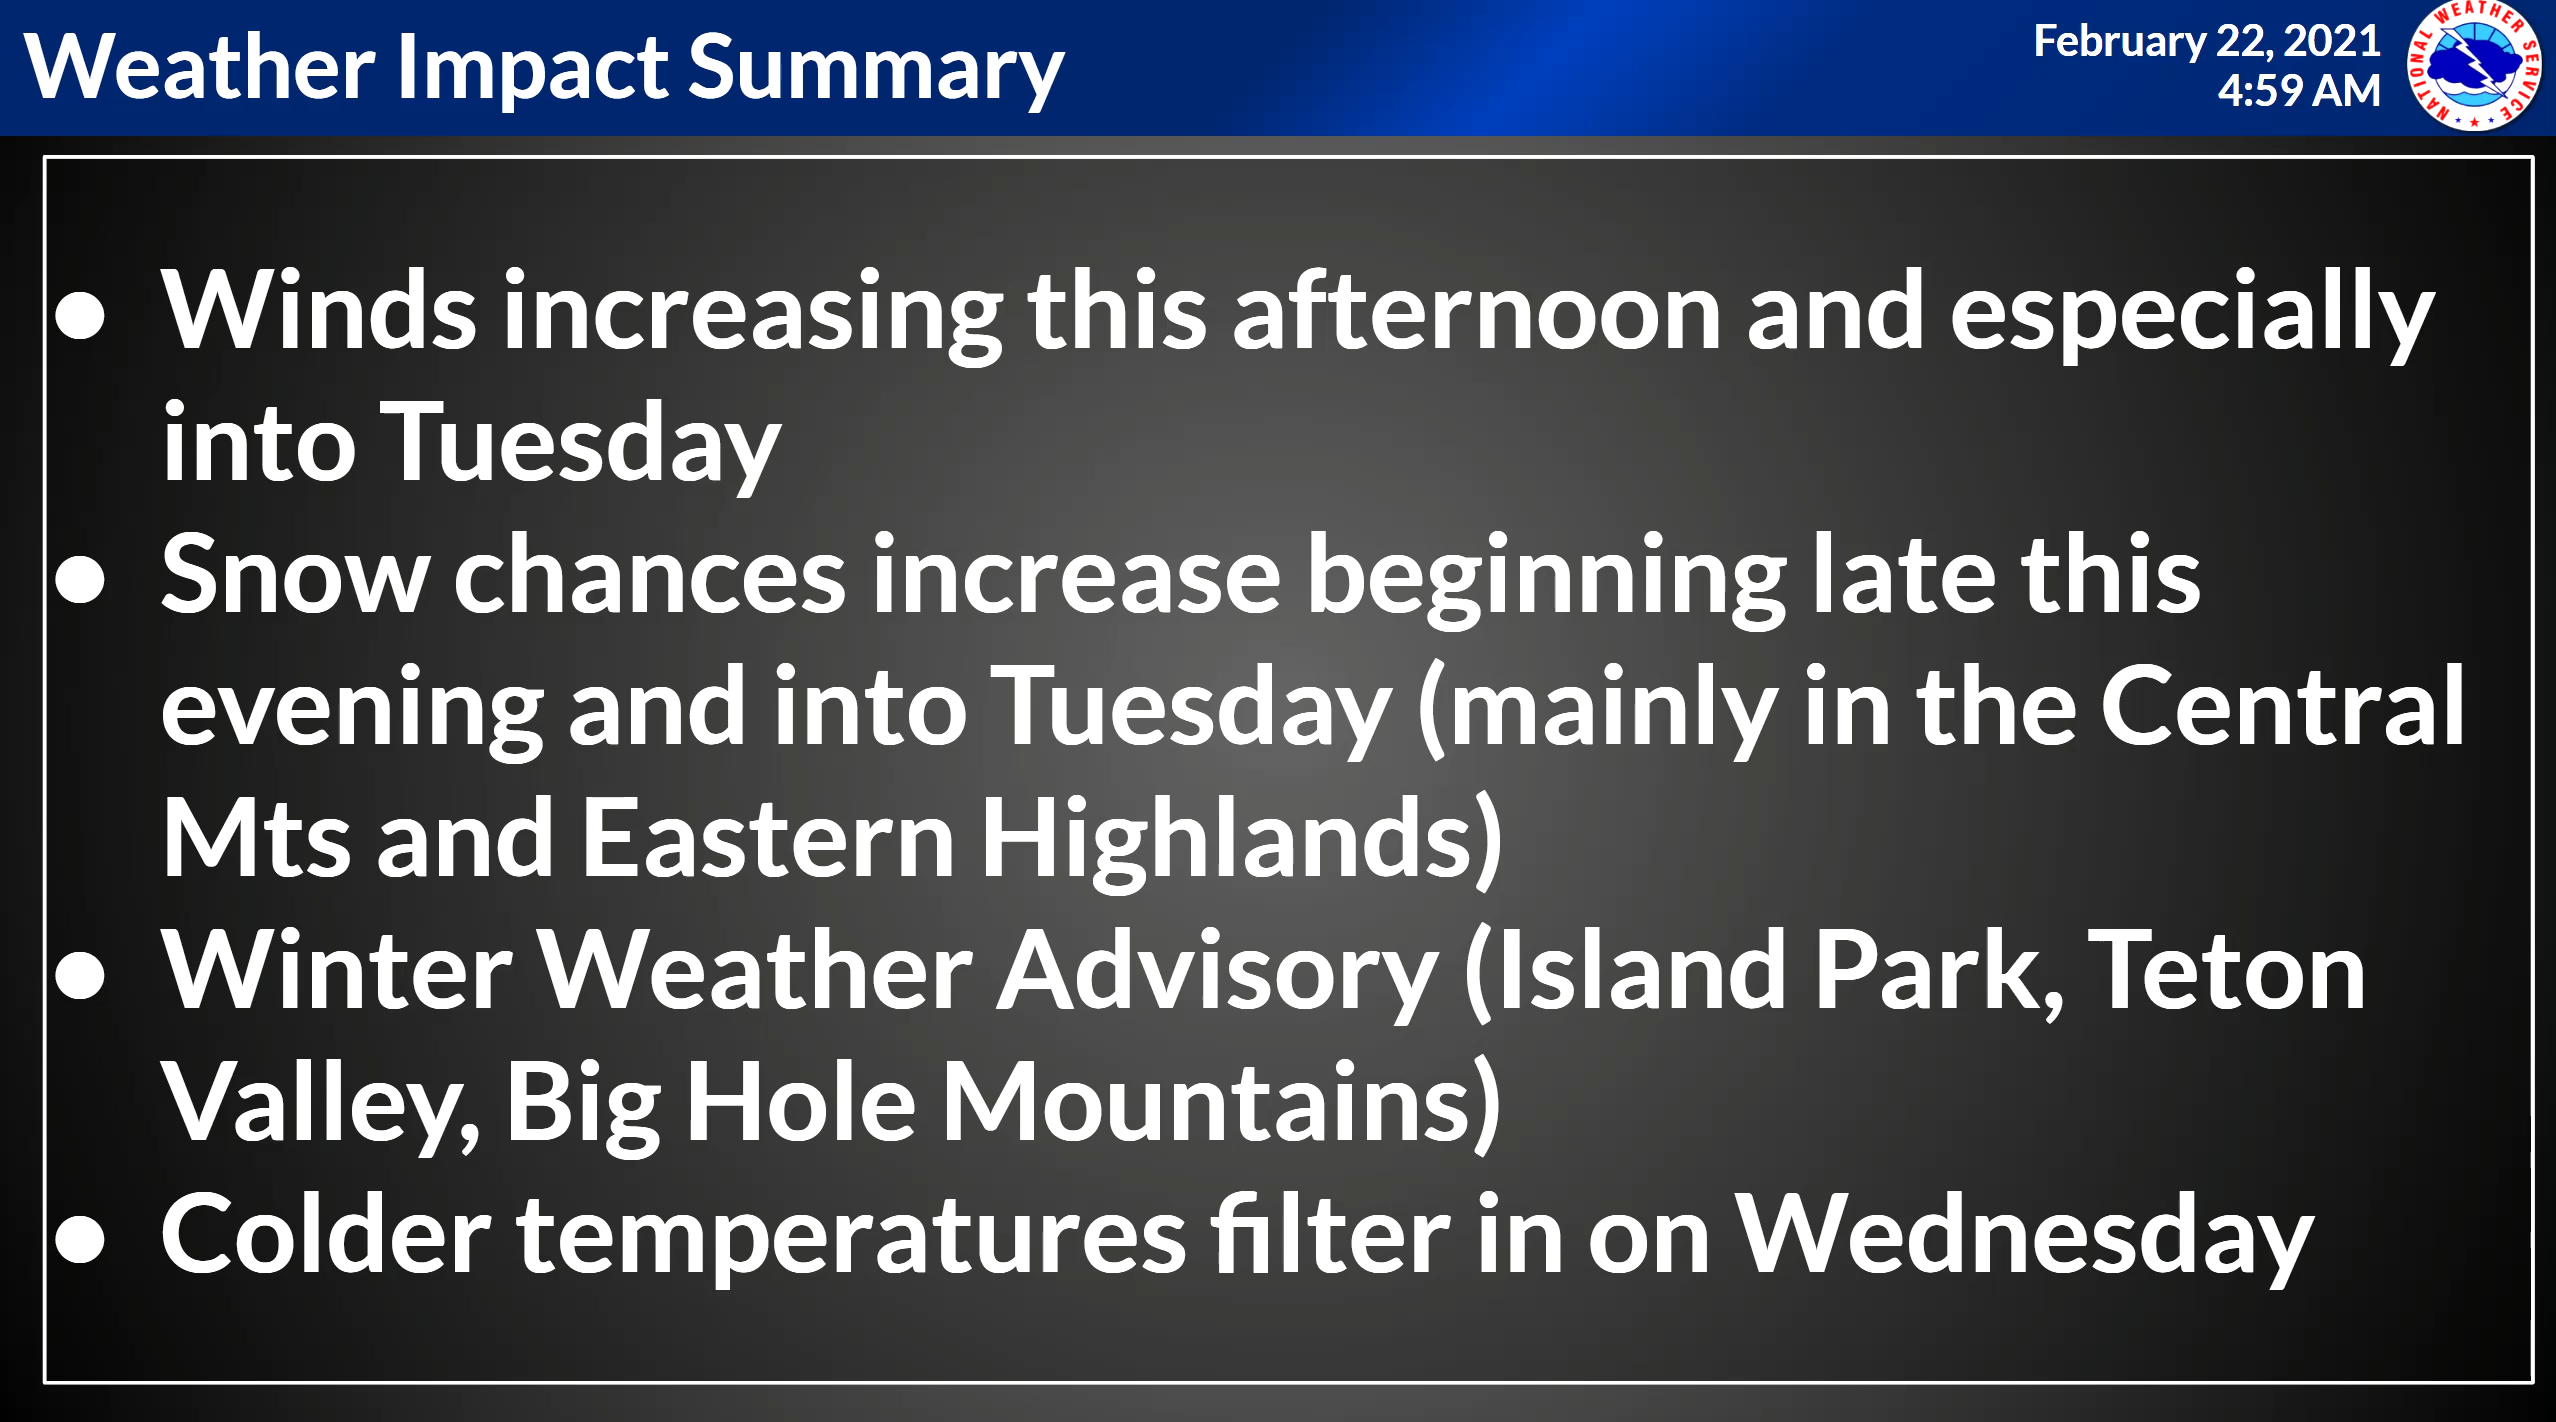 Weather Impact Summary
February 22, 2021
4:59 AM
NATIONAL WEATHER SERVICE
● Winds increasing this afternoon and especially
into Tuesday
● Snow chances increase beginning late this
evening and into Tuesday (mainly in the Central
Mts and Eastern Highlands)
● Winter Weather Advisory (Island Park, Teton
Valley, Big Hole Mountains)
● Colder temperatures filter in on Wednesday